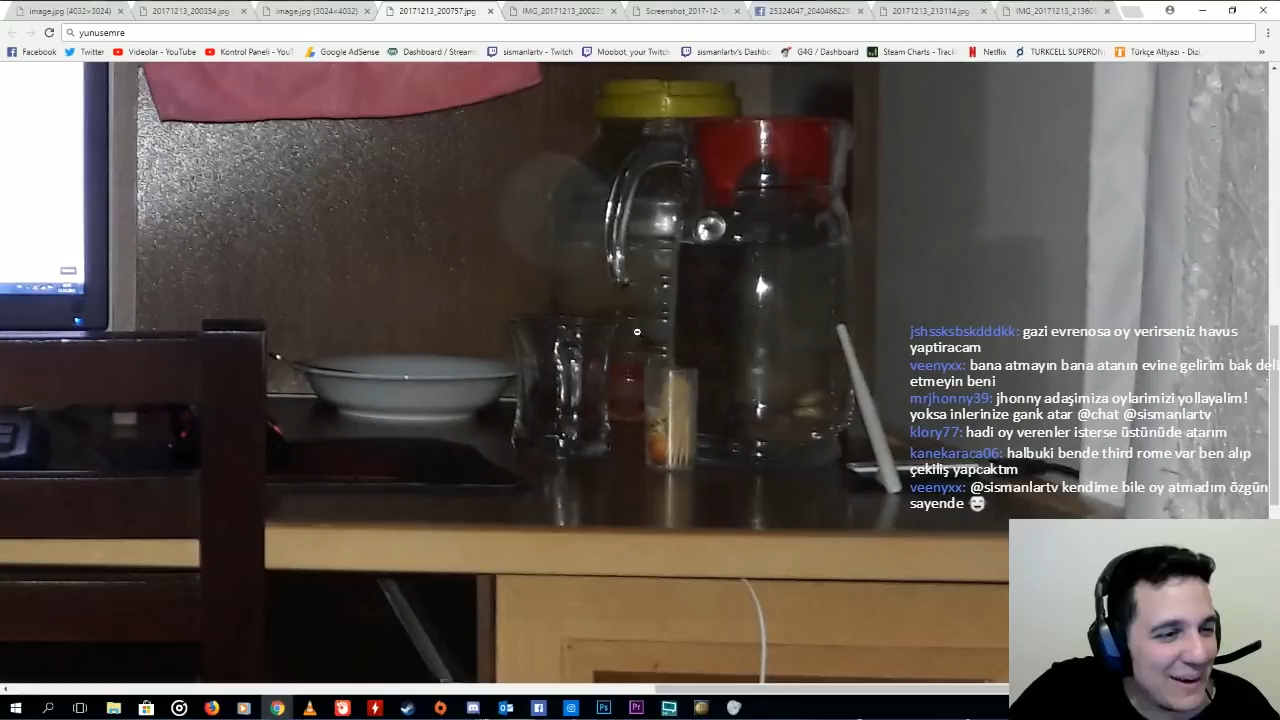 image.jpg (4032×3024)
20171213_200354.jpg
image.jpg (3024×4032)
20171213_200757.jpg
IMG_20171213_200225
Screenshot_2017-12-1
25324047_2040466229
20171213_213114.jpg
IMG_20171213_21360
yunusemre
Facebook
Twitter
Videolar - YouTube
Kontrol Paneli - YouT
Google AdSense
Dashboard / Stream
sismanlartv - Twitch
Moobot, your Twitch
sismanlartv's Dashbo
G4G / Dashboard
Steam Charts - Track
Netflix
TURKCELL SUPERON
Türkçe Altyazı - Dizi
jshssksbskdddkk: gazi evrenosa oy verirseniz havus
yaptiracam
veenyxx: bana atmayın bana atanın evine gelirim bak deli
etmeyin beni
mrjhonny39: jhonny adaşimiza oylarimizi yollayalim!
yoksa inlerinize gank atar @chat @sismanlartv
klory77: hadi oy verenler isterse üstünüde atarım
kanekaraca06: halbuki bende third rome var ben alıp
çekiliş yapcaktım
veenyxx: @sismanlartv kendime bile oy atmadım özgün
sayende